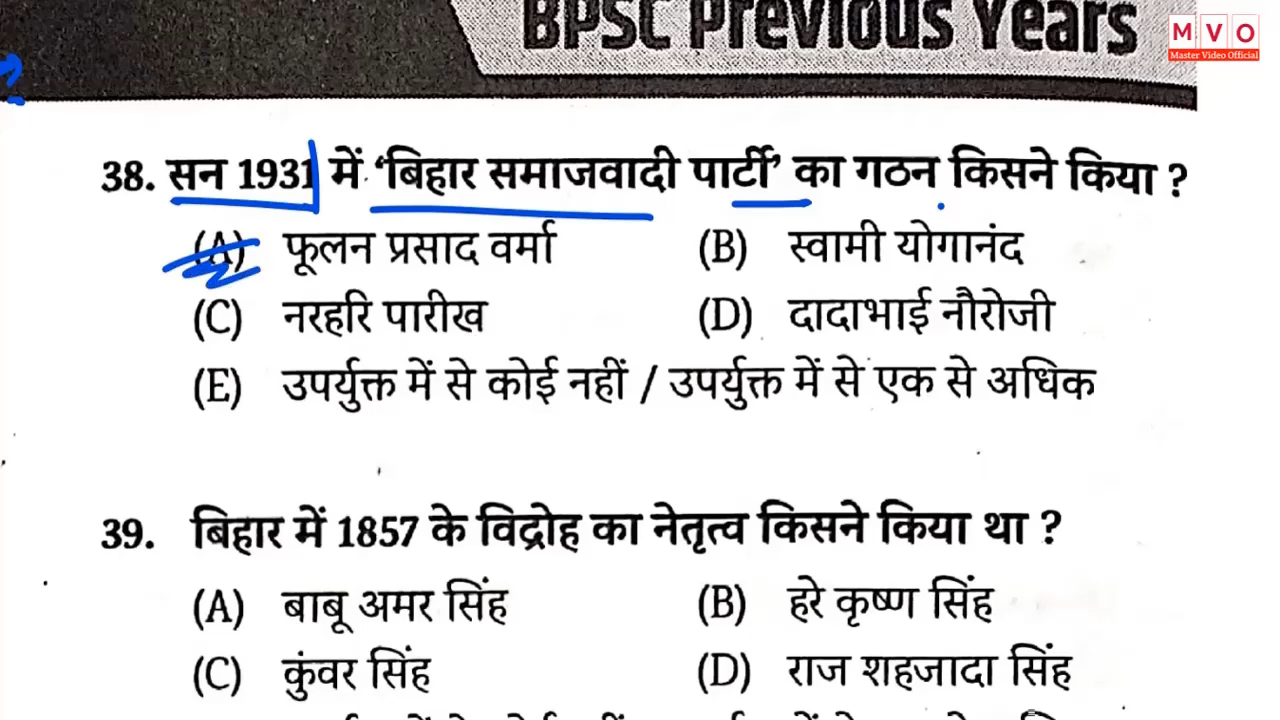 BPSC Previous Years
M V O
Master Video Official
38. सन 1931 में ‘बिहार समाजवादी पार्टी’ का गठन किसने किया ?
(A) फूलन प्रसाद वर्मा (B) स्वामी योगानंद
(C) नरहरि पारीख (D) दादाभाई नौरोजी
(E) उपर्युक्त में से कोई नहीं / उपर्युक्त में से एक से अधिक
39. बिहार में 1857 के विद्रोह का नेतृत्व किसने किया था ?
(A) बाबू अमर सिंह (B) हरे कृष्ण सिंह
(C) कुंवर सिंह (D) राज शहजादा सिंह